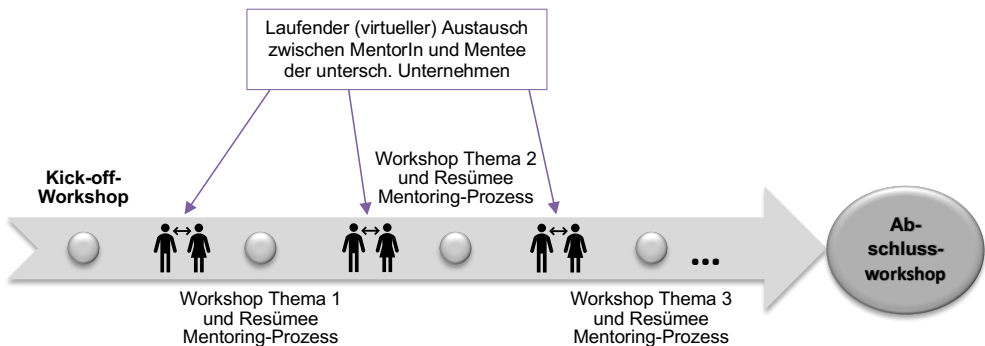 Laufender (virtueller) Austausch
zwischen MentorIn und Mentee
der untersch. Unternehmen
Kick-off-
Workshop
Workshop Thema 2
und Resümee
Mentoring-Prozess
...
Ab-
schluss-
workshop
Workshop Thema 1
und Resümee
Mentoring-Prozess
Workshop Thema 3
und Resümee
Mentoring-Prozess